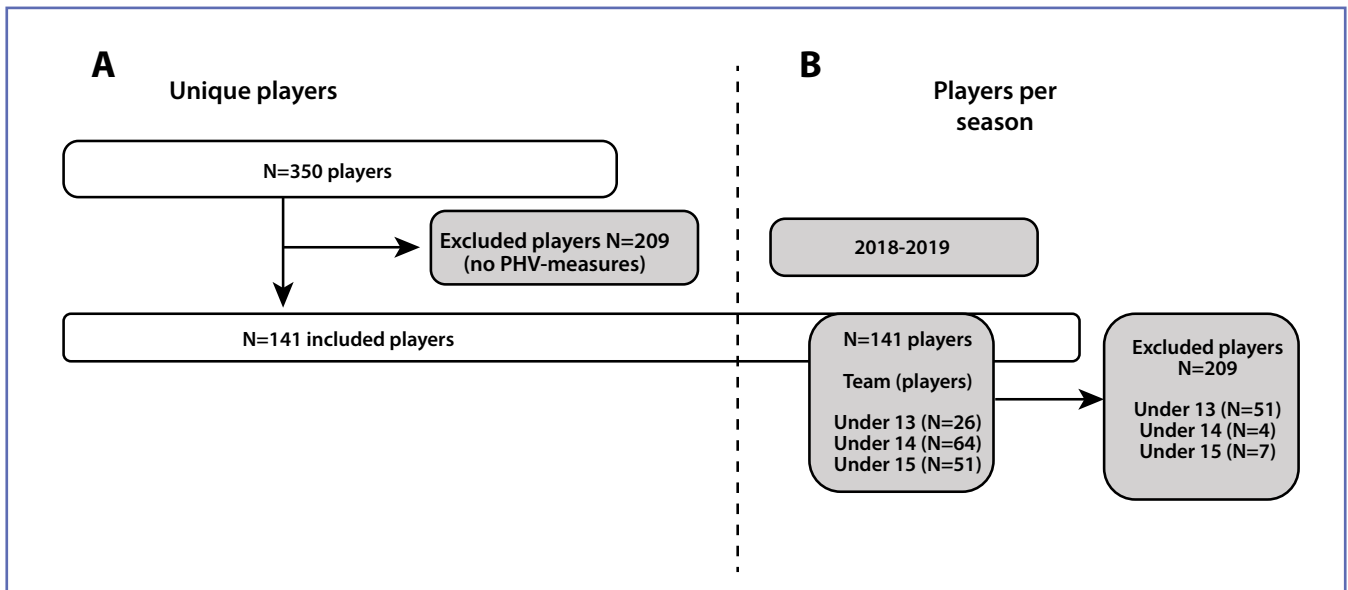 A
Unique players
N=350 players
Excluded players N=209
(no PHV-measures)
N=141 included players
B
Players per
season
2018-2019
N=141 players
Team (players)
Under 13 (N=26)
Under 14 (N=64)
Under 15 (N=51)
Excluded players
N=209
Under 13 (N=51)
Under 14 (N=4)
Under 15 (N=7)